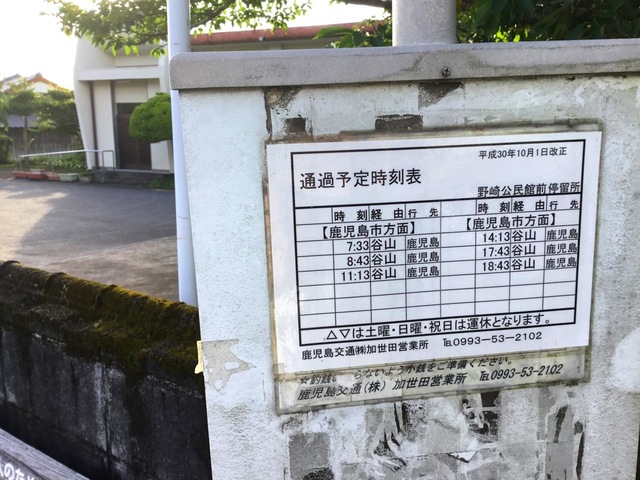 平成30年10月1日改正
通過予定時刻表
野崎公民館前停留所
時刻 経由 行先 時刻 経由 行先
【鹿児島市方面】 【鹿児島市方面】
7:33 谷山 鹿児島 14:13 谷山 鹿児島
8:43 谷山 鹿児島 17:43 谷山 鹿児島
11:13 谷山 鹿児島 18:43 谷山 鹿児島
△▽は土曜・日曜・祝日は運休となります。
鹿児島交通㈱加世田営業所 ℡0993-53-2102
☆釣銭 らないよう小銭をご準備ください。
鹿児島交通(株)加世田営業所 ℡0993-53-2102
のため